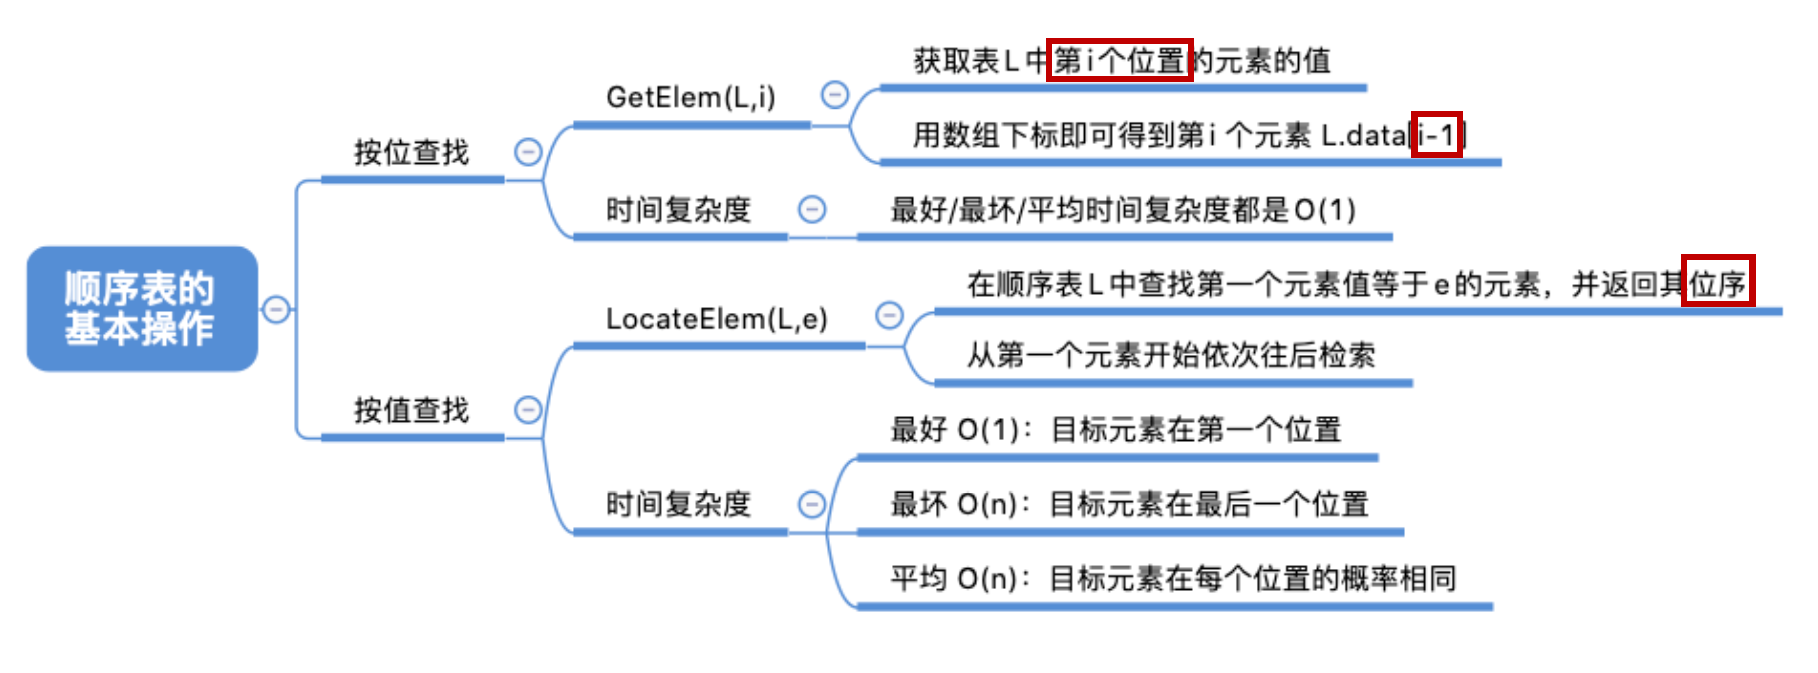 顺序表的
基本操作
按位查找
GetElem(L,i)
获取表L中第i个位置的元素的值
用数组下标即可得到第i个元素 L.data[i-1]
时间复杂度
最好/最坏/平均时间复杂度都是O(1)
按值查找
LocateElem(L,e)
在顺序表L中查找第一个元素值等于e的元素，并返回其位序
从第一个元素开始依次往后检索
时间复杂度
最好 O(1)：目标元素在第一个位置
最坏 O(n)：目标元素在最后一个位置
平均 O(n)：目标元素在每个位置的概率相同